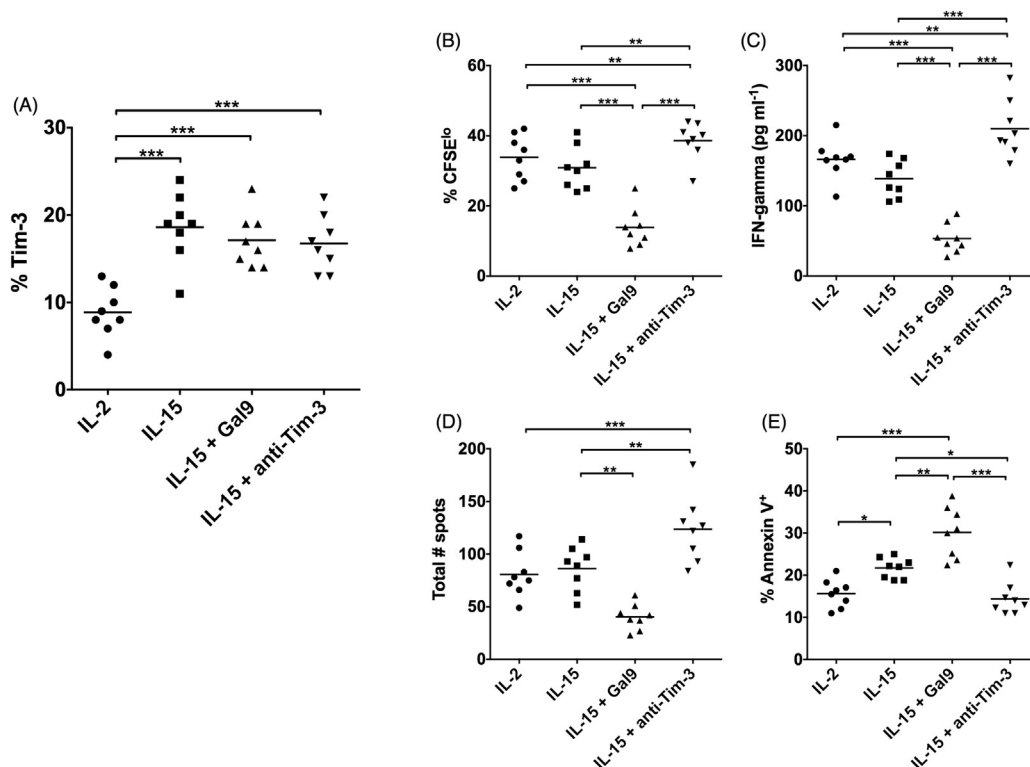 (A)
***
***
***
30
20
10
0
% Tim-3
IL-2
IL-15
IL-15 + Gal9
IL-15 + anti-Tim-3
(B)
**
**
***
***
***
60
40
20
0
% CFSE^lo
IL-2
IL-15
IL-15 + Gal9
IL-15 + anti-Tim-3
(C)
***
**
***
***
***
300
200
100
0
IFN-gamma (pg ml⁻¹)
IL-2
IL-15
IL-15 + Gal9
IL-15 + anti-Tim-3
(D)
***
**
**
200
150
100
50
0
Total # spots
IL-2
IL-15
IL-15 + Gal9
IL-15 + anti-Tim-3
(E)
***
*
**
***
*
50
40
30
20
10
0
% Annexin V⁺
IL-2
IL-15
IL-15 + Gal9
IL-15 + anti-Tim-3